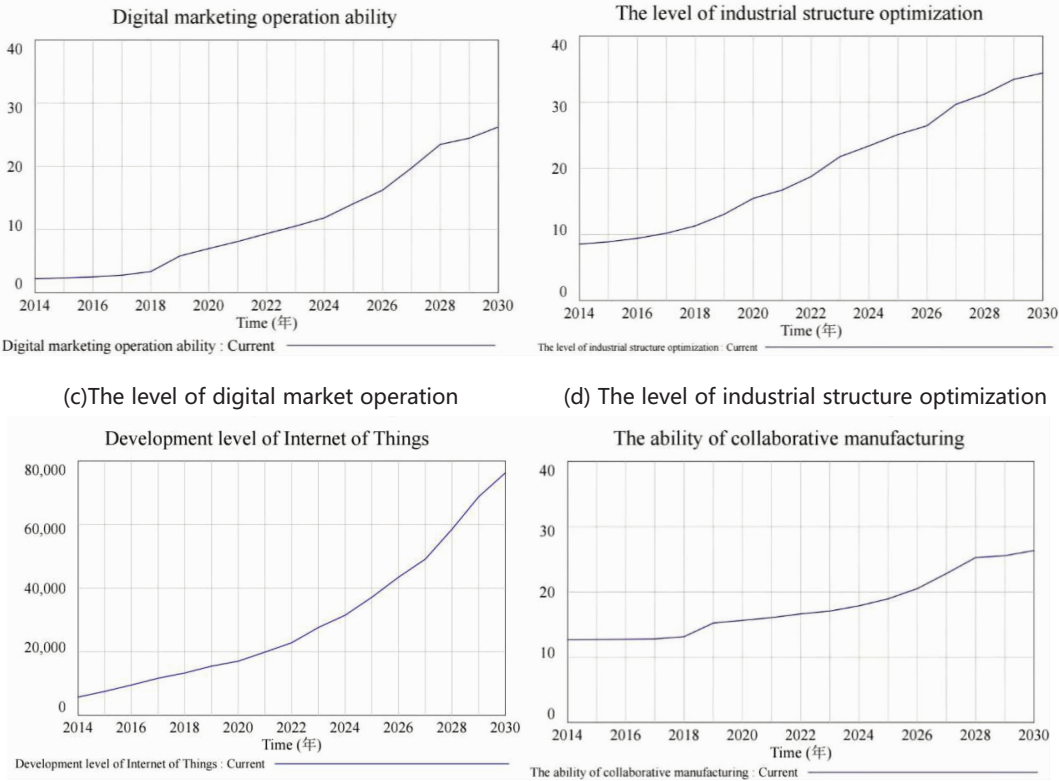 Digital marketing operation ability
40
30
20
10
0
2014 2016 2018 2020 2022 2024 2026 2028 2030
Time (年)
Digital marketing operation ability : Current
The level of industrial structure optimization
40
30
20
10
0
2014 2016 2018 2020 2022 2024 2026 2028 2030
Time (年)
The level of industrial structure optimization : Current
(c)The level of digital market operation
(d) The level of industrial structure optimization
Development level of Internet of Things
80,000
60,000
40,000
20,000
0
2014 2016 2018 2020 2022 2024 2026 2028 2030
Time (年)
Development level of Internet of Things : Current
The ability of collaborative manufacturing
40
30
20
10
0
2014 2016 2018 2020 2022 2024 2026 2028 2030
Time (年)
The ability of collaborative manufacturing : Current